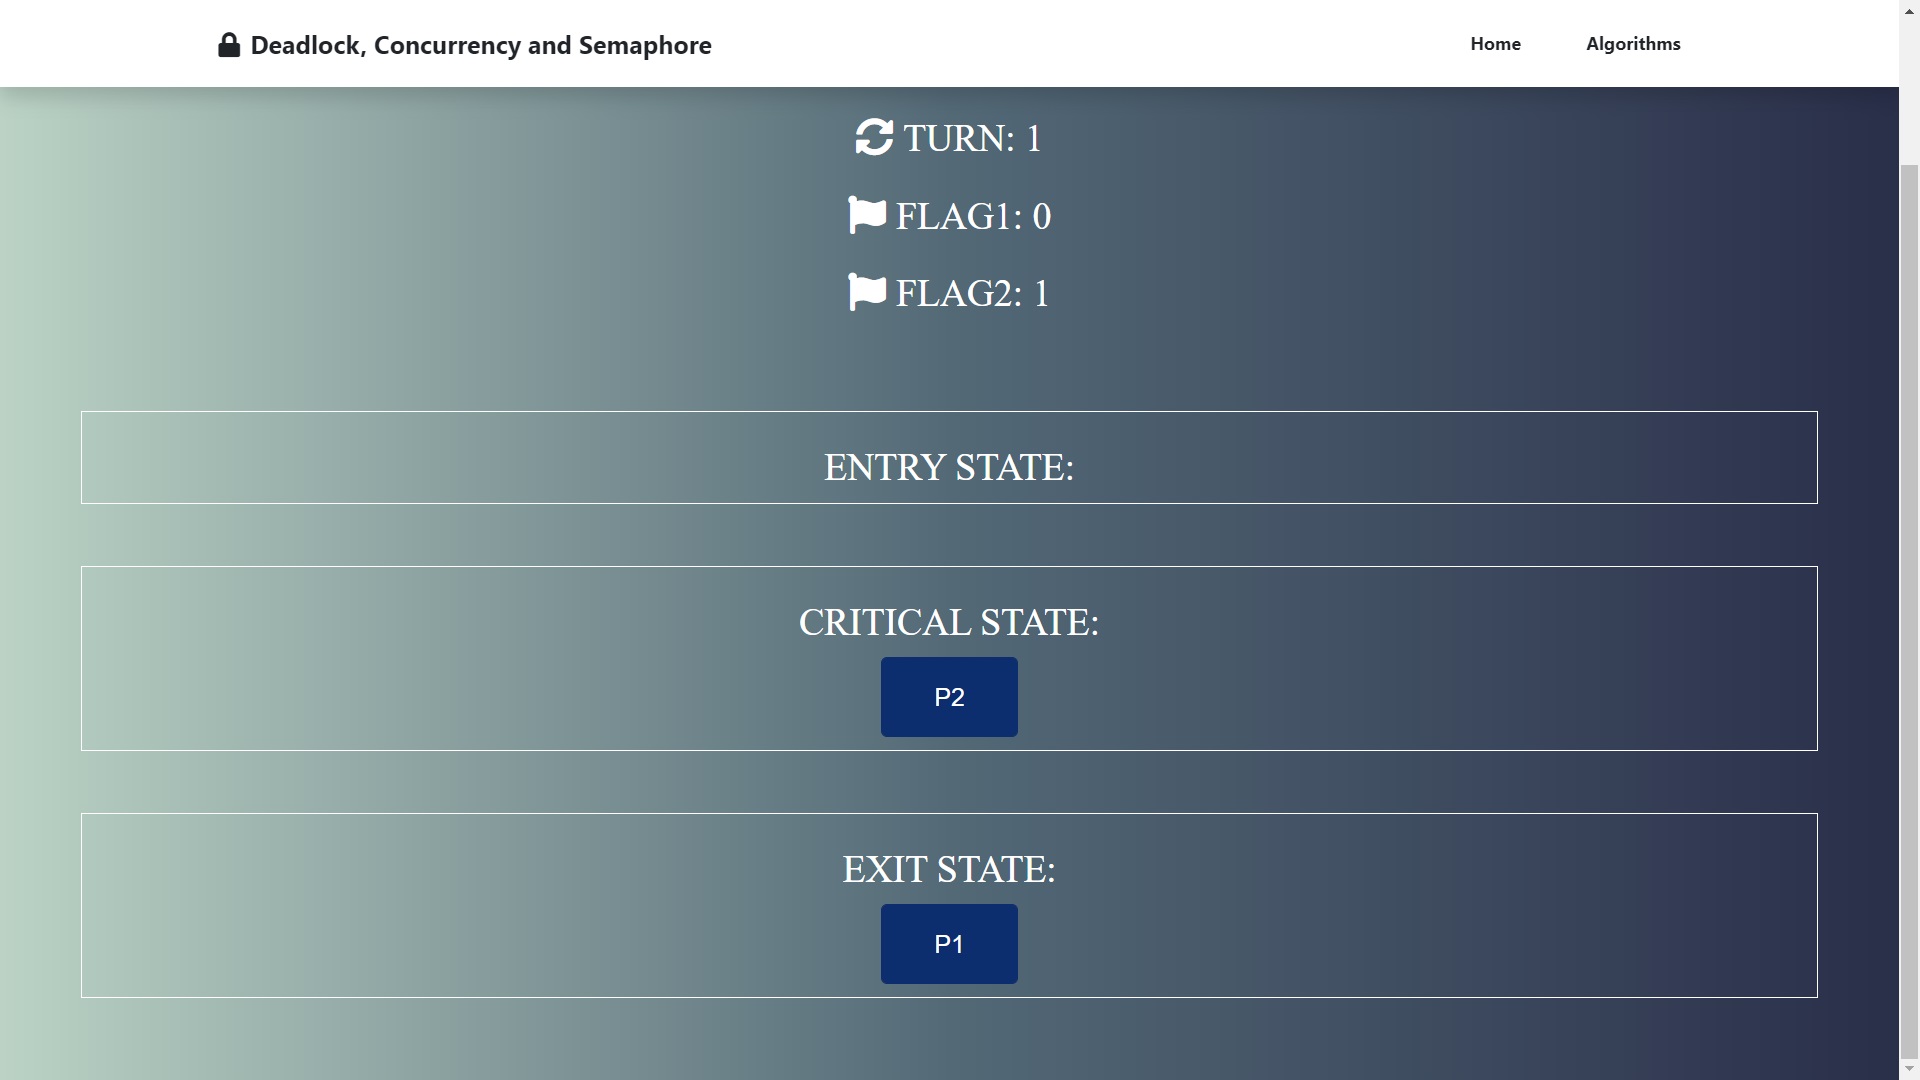 Deadlock, Concurrency and Semaphore
Home
Algorithms
TURN: 1
FLAG1: 0
FLAG2: 1
ENTRY STATE:
CRITICAL STATE:
P2
EXIT STATE:
P1